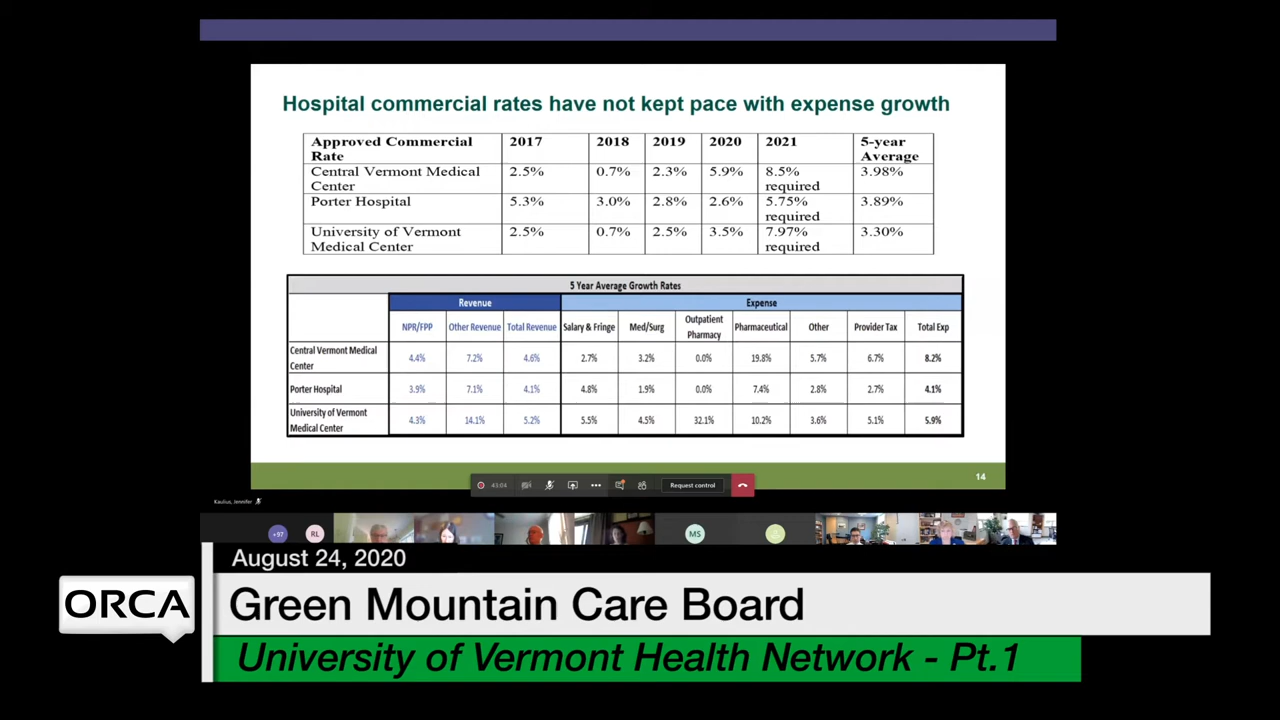 Hospital commercial rates have not kept pace with expense growth
Approved Commercial Rate 2017 2018 2019 2020 2021 5-year Average
Central Vermont Medical Center 2.5% 0.7% 2.3% 5.9% 8.5% required 3.98%
Porter Hospital 5.3% 3.0% 2.8% 2.6% 5.75% required 3.89%
University of Vermont Medical Center 2.5% 0.7% 2.5% 3.5% 7.97% required 3.30%
5 Year Average Growth Rates
Revenue Expense
NPR/FPP Other Revenue Total Revenue Salary & Fringe Med/Surg Outpatient Pharmacy Pharmaceutical Other Provider Tax Total Exp
Central Vermont Medical Center 4.4% 7.2% 4.6% 2.7% 3.2% 0.0% 19.8% 5.7% 6.7% 8.2%
Porter Hospital 3.9% 7.1% 4.1% 4.8% 1.9% 0.0% 7.4% 2.8% 2.7% 4.1%
University of Vermont Medical Center 4.3% 14.1% 5.2% 5.5% 4.5% 32.1% 10.2% 3.6% 5.1% 5.9%
14
43:04 Request control
Kaulius, Jennifer
+97 RL MS
August 24, 2020
ORCA
Green Mountain Care Board
University of Vermont Health Network - Pt.1